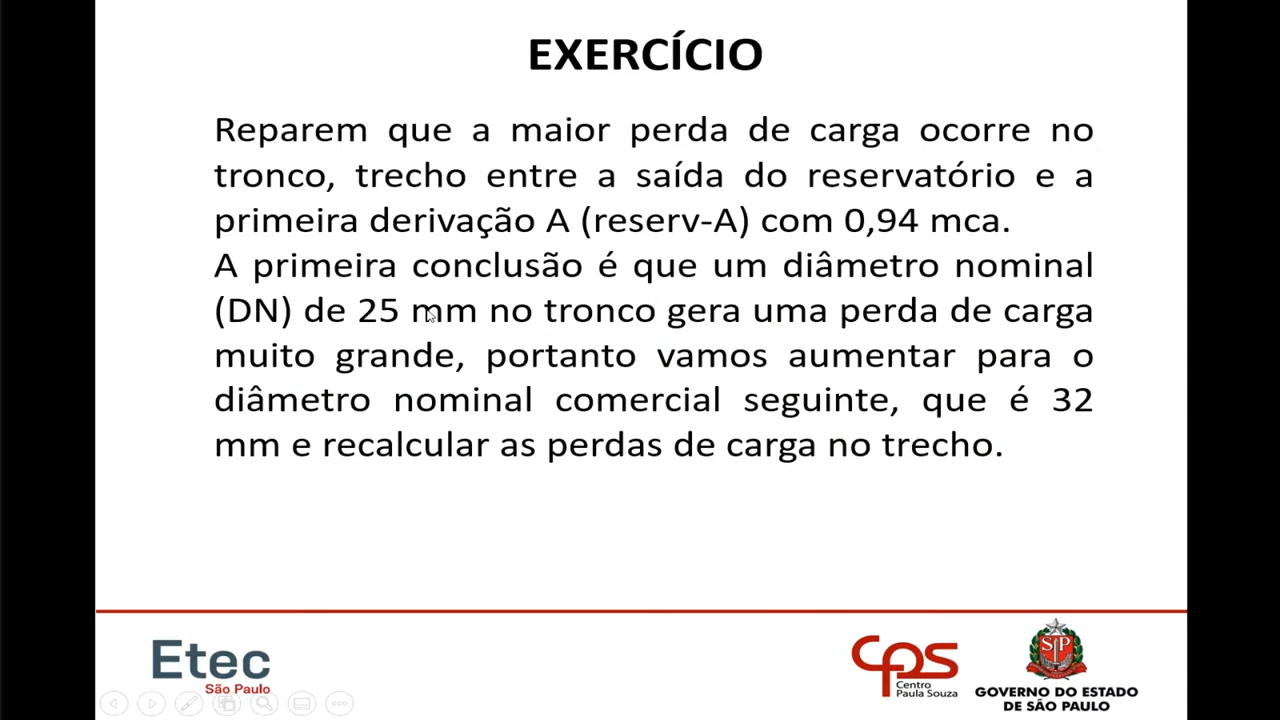 EXERCÍCIO
Reparem que a maior perda de carga ocorre no
tronco, trecho entre a saída do reservatório e a
primeira derivação A (reserv-A) com 0,94 mca.
A primeira conclusão é que um diâmetro nominal
(DN) de 25 mm no tronco gera uma perda de carga
muito grande, portanto vamos aumentar para o
diâmetro nominal comercial seguinte, que é 32
mm e recalcular as perdas de carga no trecho.
Etec
São Paulo
CPS
Centro
Paula Souza
SP
GOVERNO DO ESTADO
DE SÃO PAULO